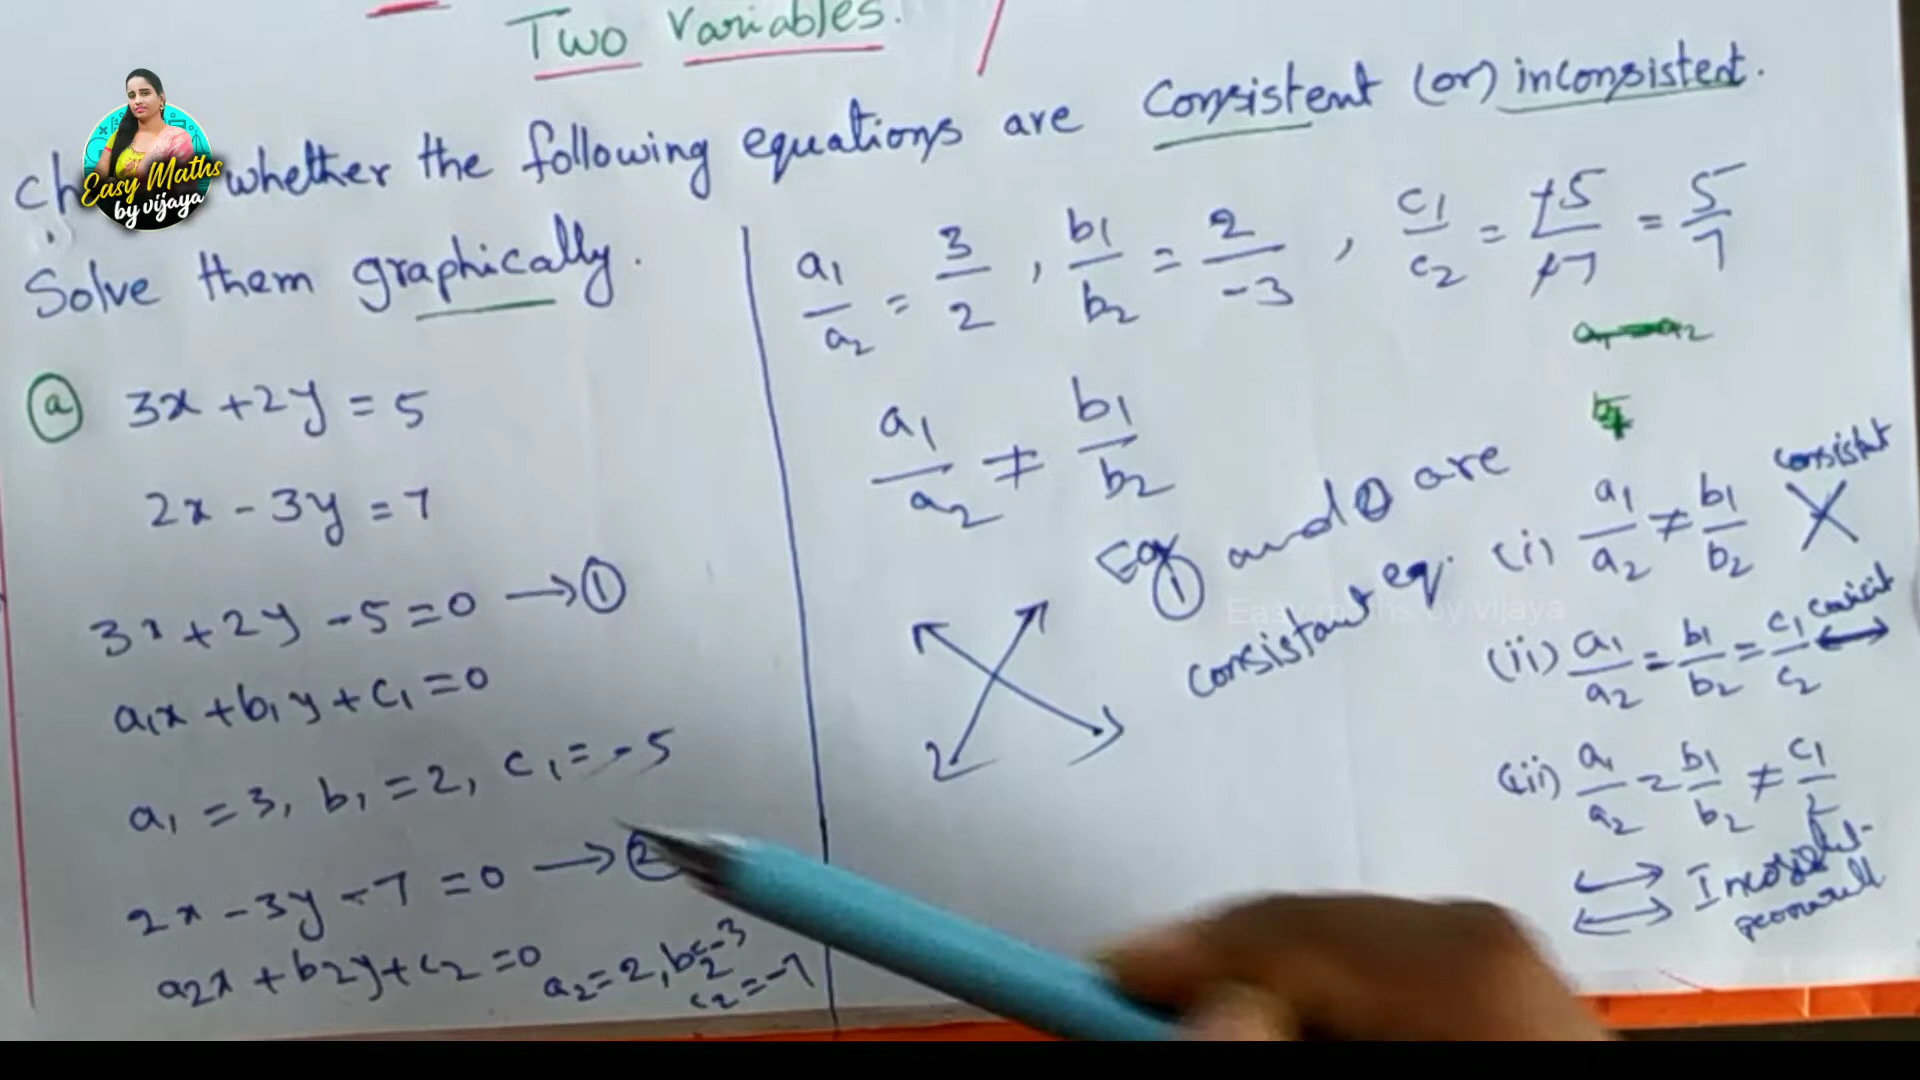 Two Variables.
whether the following equations are Consistent (or) inconsistent.
Solve them graphically.
Easy Maths
by vijaya
ⓐ 3x + 2y = 5
2x - 3y = 7
3x + 2y - 5 = 0 → ①
a₁x + b₁y + c₁ = 0
a₁ = 3, b₁ = 2, c₁ = -5
2x - 3y - 7 = 0 → ②
a₂x + b₂y + c₂ = 0
a₂ = 2, b₂ = -3
c₂ = -7
a₁/a₂ = 3/2, b₁/b₂ = 2/-3, c₁/c₂ = -5/-7 = 5/7
a₁/a₂ ≠ b₁/b₂
Eq ① and ② are
consistant eq.
Easy maths by vijaya
(i) a₁/a₂ ≠ b₁/b₂
(ii) a₁/a₂ = b₁/b₂ = c₁/c₂
(iii) a₁/a₂ = b₁/b₂ ≠ c₁/2